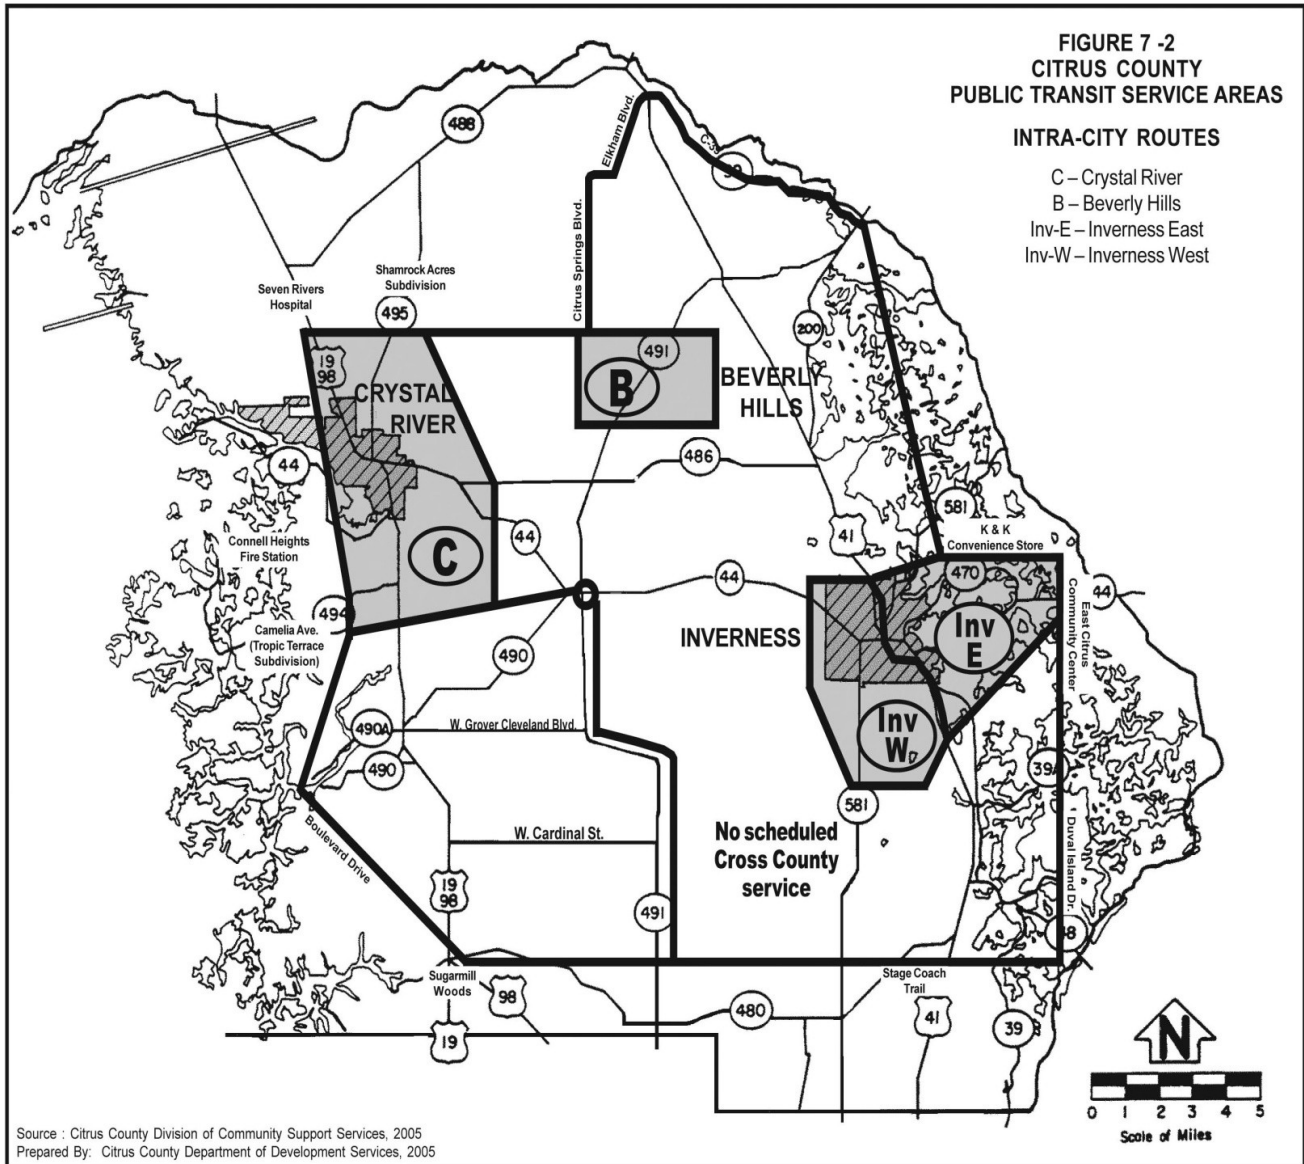 FIGURE 7 -2
CITRUS COUNTY
PUBLIC TRANSIT SERVICE AREAS
INTRA-CITY ROUTES
C – Crystal River
B – Beverly Hills
Inv-E – Inverness East
Inv-W – Inverness West
488
Elkham Blvd.
C-39
Citrus Springs Blvd.
Shamrock Acres
Subdivision
Seven Rivers
Hospital
495
200
19
98
491
B
BEVERLY
HILLS
CRYSTAL
RIVER
486
44
581
41
K & K
Convenience Store
Connell Heights
Fire Station
44
C
44
470
44
East Citrus
Community Center
494
Camelia Ave.
(Tropic Terrace
Subdivision)
INVERNESS
Inv
E
490
490A
W. Grover Cleveland Blvd.
Inv
W
490
39A
581
Boulevard Drive
W. Cardinal St.
No scheduled
Cross County
service
Duval Island Dr.
19
98
491
48
Sugarmill
Woods
98
Stage Coach
Trail
480
41
39
19
N
0 1 2 3 4 5
Scale of Miles
Source : Citrus County Division of Community Support Services, 2005
Prepared By: Citrus County Department of Development Services, 2005